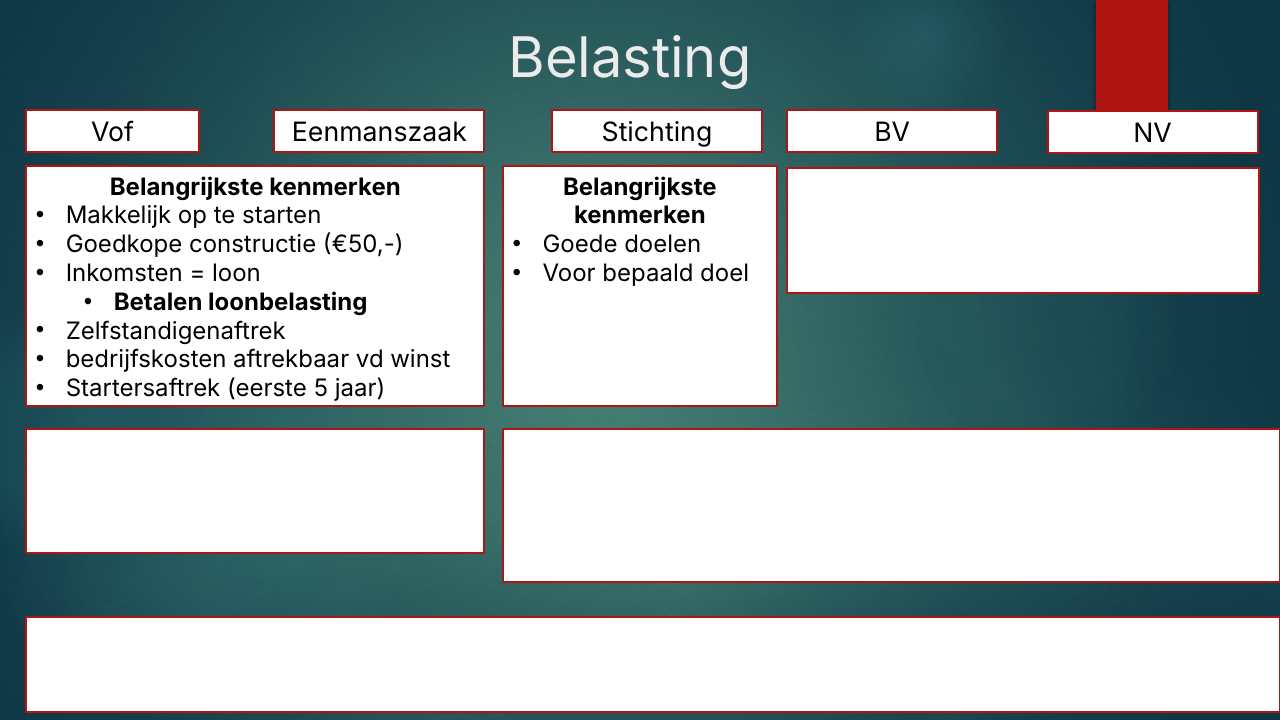 Belasting
Vof
Eenmanszaak
Stichting
BV
NV
Belangrijkste kenmerken
• Makkelijk op te starten
• Goedkope constructie (€50,-)
• Inkomsten = loon
• Betalen loonbelasting
• Zelfstandigenaftrek
• bedrijfskosten aftrekbaar vd winst
• Startersaftrek (eerste 5 jaar)
Belangrijkste
kenmerken
• Goede doelen
• Voor bepaald doel